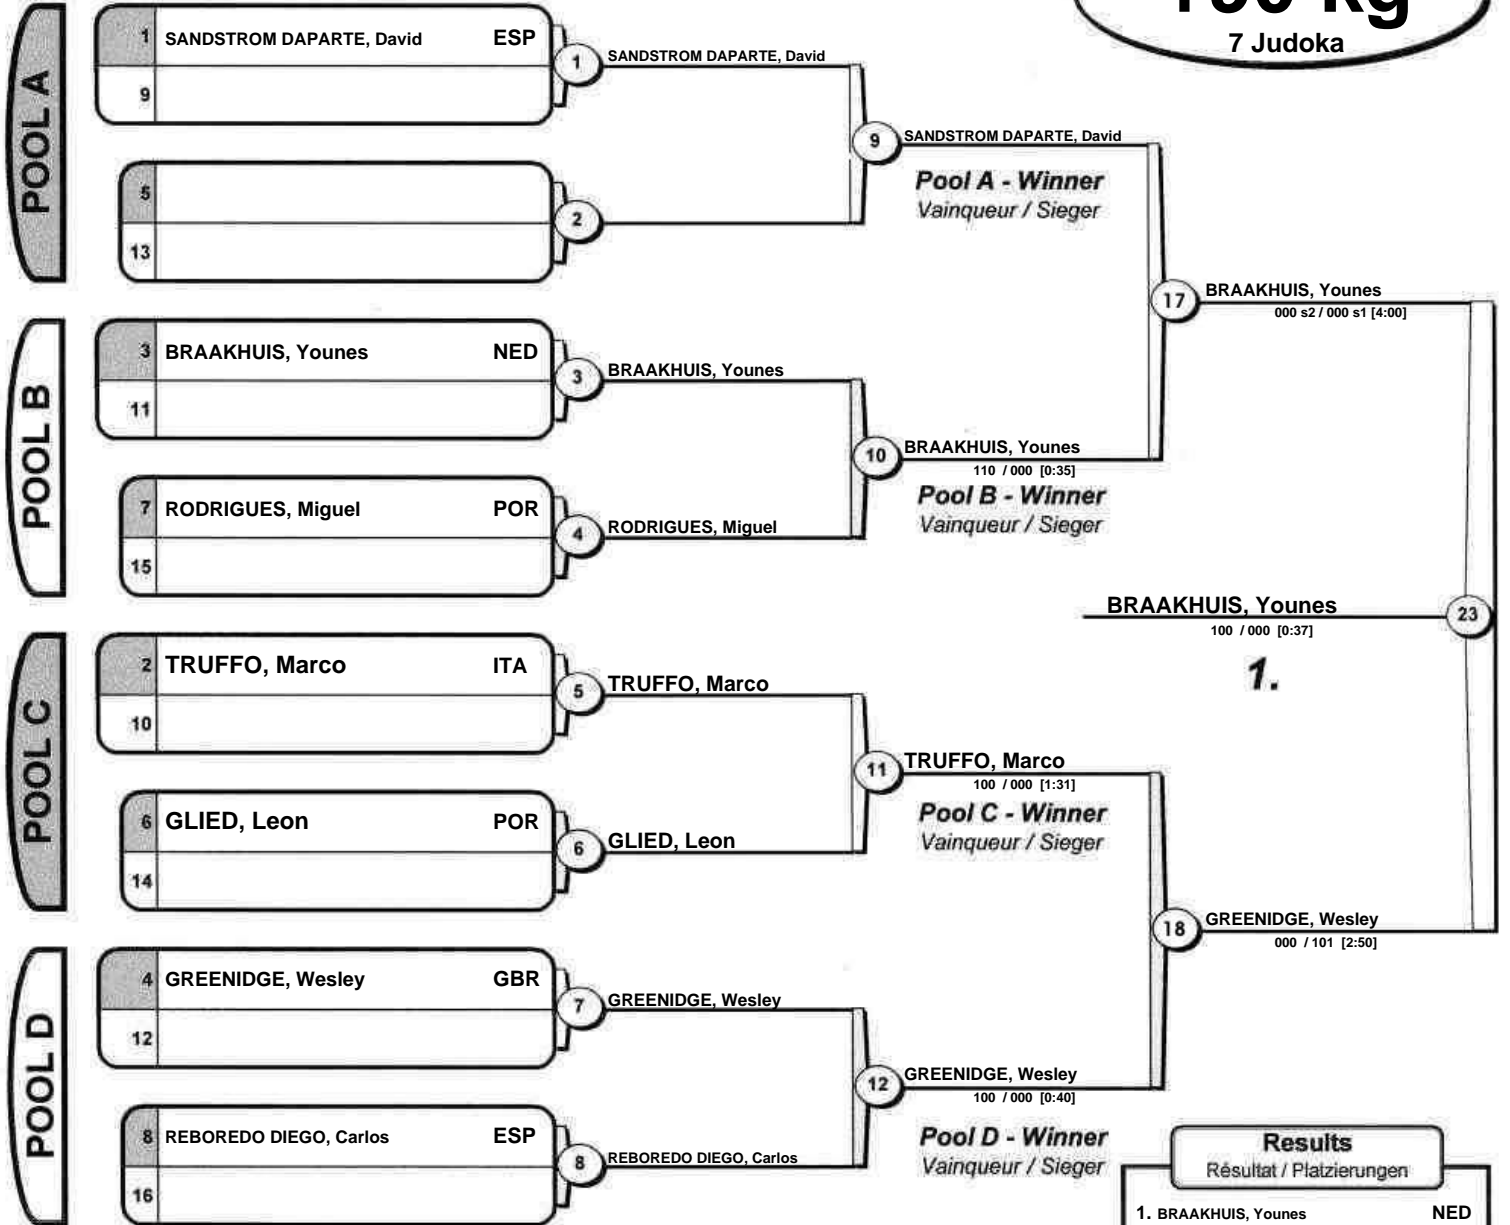 7 Judoka
POOL A
1 SANDSTROM DAPARTE, David ESP
9
1
SANDSTROM DAPARTE, David
5
13
2
9
SANDSTROM DAPARTE, David
Pool A - Winner
Vainqueur / Sieger
17
BRAAKHUIS, Younes
000 s2 / 000 s1 [4:00]
POOL B
3 BRAAKHUIS, Younes NED
11
3
BRAAKHUIS, Younes
7 RODRIGUES, Miguel POR
15
4
RODRIGUES, Miguel
10
BRAAKHUIS, Younes
110 / 000 [0:35]
Pool B - Winner
Vainqueur / Sieger
BRAAKHUIS, Younes
23
100 / 000 [0:37]
1.
POOL C
2 TRUFFO, Marco ITA
10
5
TRUFFO, Marco
6 GLIED, Leon POR
14
6
GLIED, Leon
11
TRUFFO, Marco
100 / 000 [1:31]
Pool C - Winner
Vainqueur / Sieger
18
GREENIDGE, Wesley
000 / 101 [2:50]
POOL D
4 GREENIDGE, Wesley GBR
12
7
GREENIDGE, Wesley
8 REBOREDO DIEGO, Carlos ESP
16
8
REBOREDO DIEGO, Carlos
12
GREENIDGE, Wesley
100 / 000 [0:40]
Pool D - Winner
Vainqueur / Sieger
Results
Résultat / Platzierungen
1. BRAAKHUIS, Younes NED